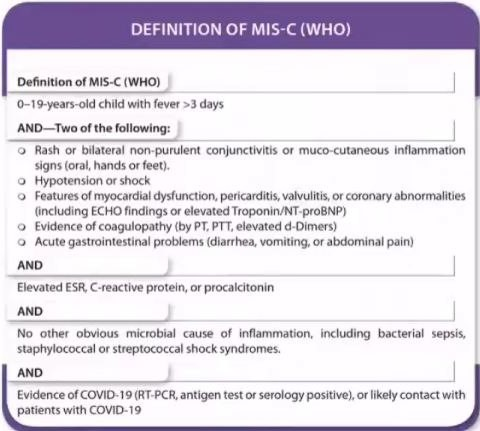 DEFINITION OF MIS-C (WHO)
Definition of MIS-C (WHO)
0–19-years-old child with fever >3 days
AND—Two of the following:
○ Rash or bilateral non-purulent conjunctivitis or muco-cutaneous inflammation
signs (oral, hands or feet).
○ Hypotension or shock
○ Features of myocardial dysfunction, pericarditis, valvulitis, or coronary abnormalities
(including ECHO findings or elevated Troponin/NT-proBNP)
○ Evidence of coagulopathy (by PT, PTT, elevated d-Dimers)
○ Acute gastrointestinal problems (diarrhea, vomiting, or abdominal pain)
AND
Elevated ESR, C-reactive protein, or procalcitonin
AND
No other obvious microbial cause of inflammation, including bacterial sepsis,
staphylococcal or streptococcal shock syndromes.
AND
Evidence of COVID-19 (RT-PCR, antigen test or serology positive), or likely contact with
patients with COVID-19